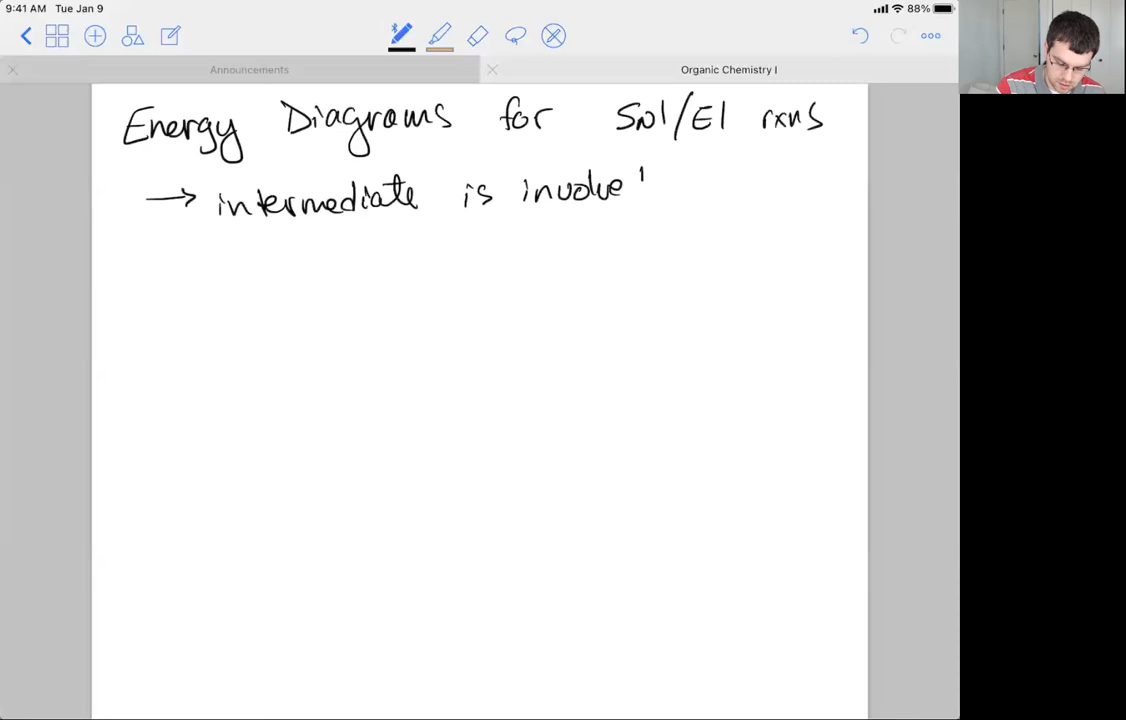 9:41 AM Tue Jan 9 88%
Announcements Organic Chemistry I
Energy Diagrams for SN1/E1 rxns
→ intermediate is involve